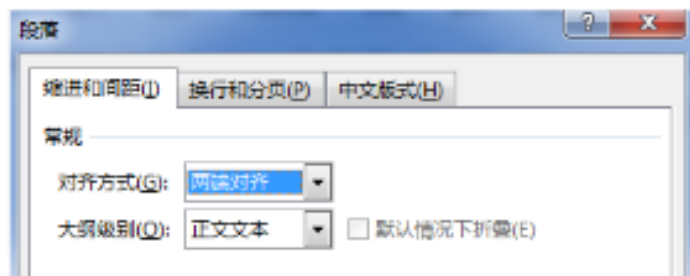 段落
缩进和间距(I) 换行和分页(P) 中文版式(H)
常规
对齐方式(G): 两端对齐
大纲级别(O): 正文文本 默认情况下折叠(E)